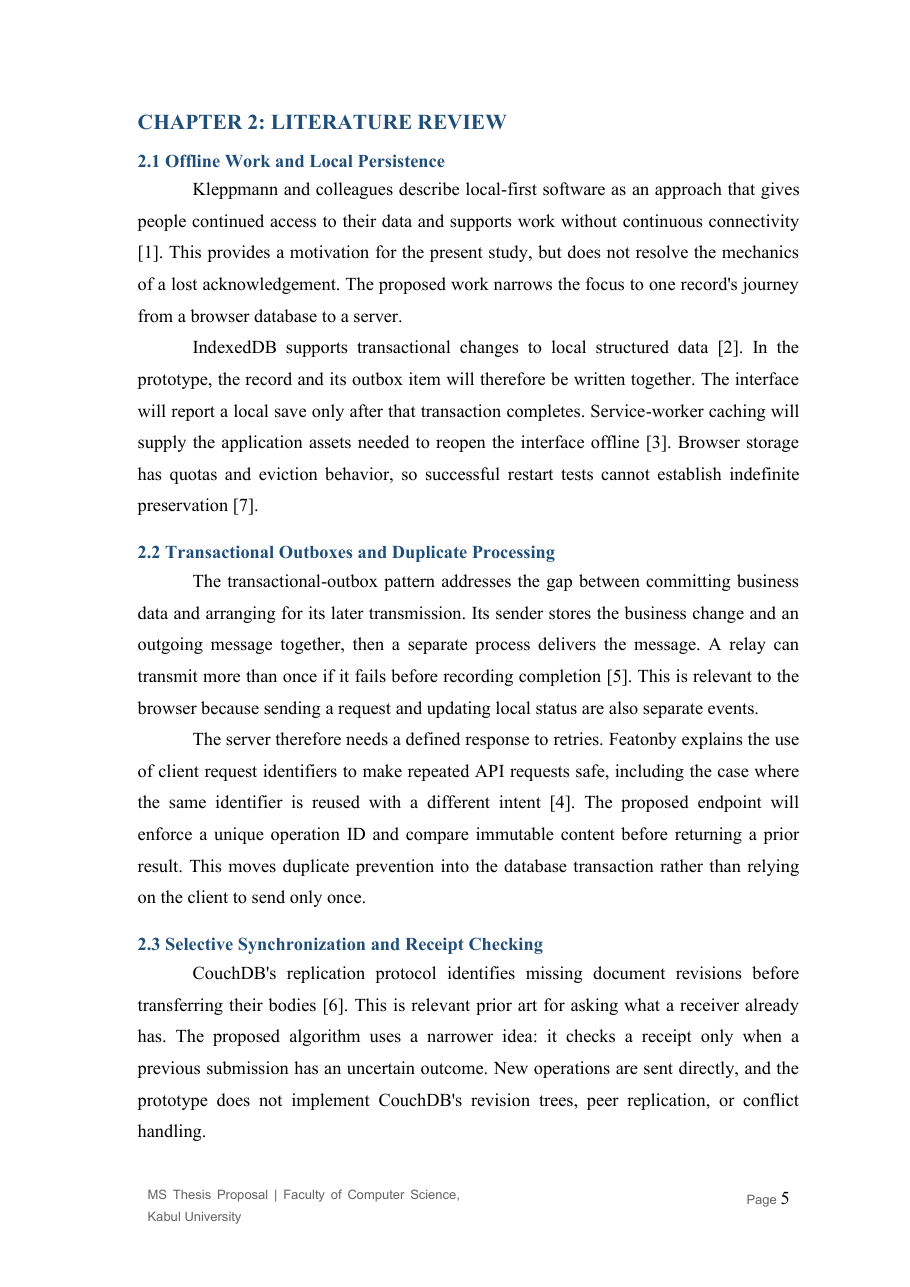 CHAPTER 2: LITERATURE REVIEW
2.1 Offline Work and Local Persistence
Kleppmann and colleagues describe local-first software as an approach that gives
people continued access to their data and supports work without continuous connectivity
[1]. This provides a motivation for the present study, but does not resolve the mechanics
of a lost acknowledgement. The proposed work narrows the focus to one record's journey
from a browser database to a server.
IndexedDB supports transactional changes to local structured data [2]. In the
prototype, the record and its outbox item will therefore be written together. The interface
will report a local save only after that transaction completes. Service-worker caching will
supply the application assets needed to reopen the interface offline [3]. Browser storage
has quotas and eviction behavior, so successful restart tests cannot establish indefinite
preservation [7].
2.2 Transactional Outboxes and Duplicate Processing
The transactional-outbox pattern addresses the gap between committing business
data and arranging for its later transmission. Its sender stores the business change and an
outgoing message together, then a separate process delivers the message. A relay can
transmit more than once if it fails before recording completion [5]. This is relevant to the
browser because sending a request and updating local status are also separate events.
The server therefore needs a defined response to retries. Featonby explains the use
of client request identifiers to make repeated API requests safe, including the case where
the same identifier is reused with a different intent [4]. The proposed endpoint will
enforce a unique operation ID and compare immutable content before returning a prior
result. This moves duplicate prevention into the database transaction rather than relying
on the client to send only once.
2.3 Selective Synchronization and Receipt Checking
CouchDB's replication protocol identifies missing document revisions before
transferring their bodies [6]. This is relevant prior art for asking what a receiver already
has. The proposed algorithm uses a narrower idea: it checks a receipt only when a
previous submission has an uncertain outcome. New operations are sent directly, and the
prototype does not implement CouchDB's revision trees, peer replication, or conflict
handling.
MS Thesis Proposal | Faculty of Computer Science,
Kabul University
Page 5